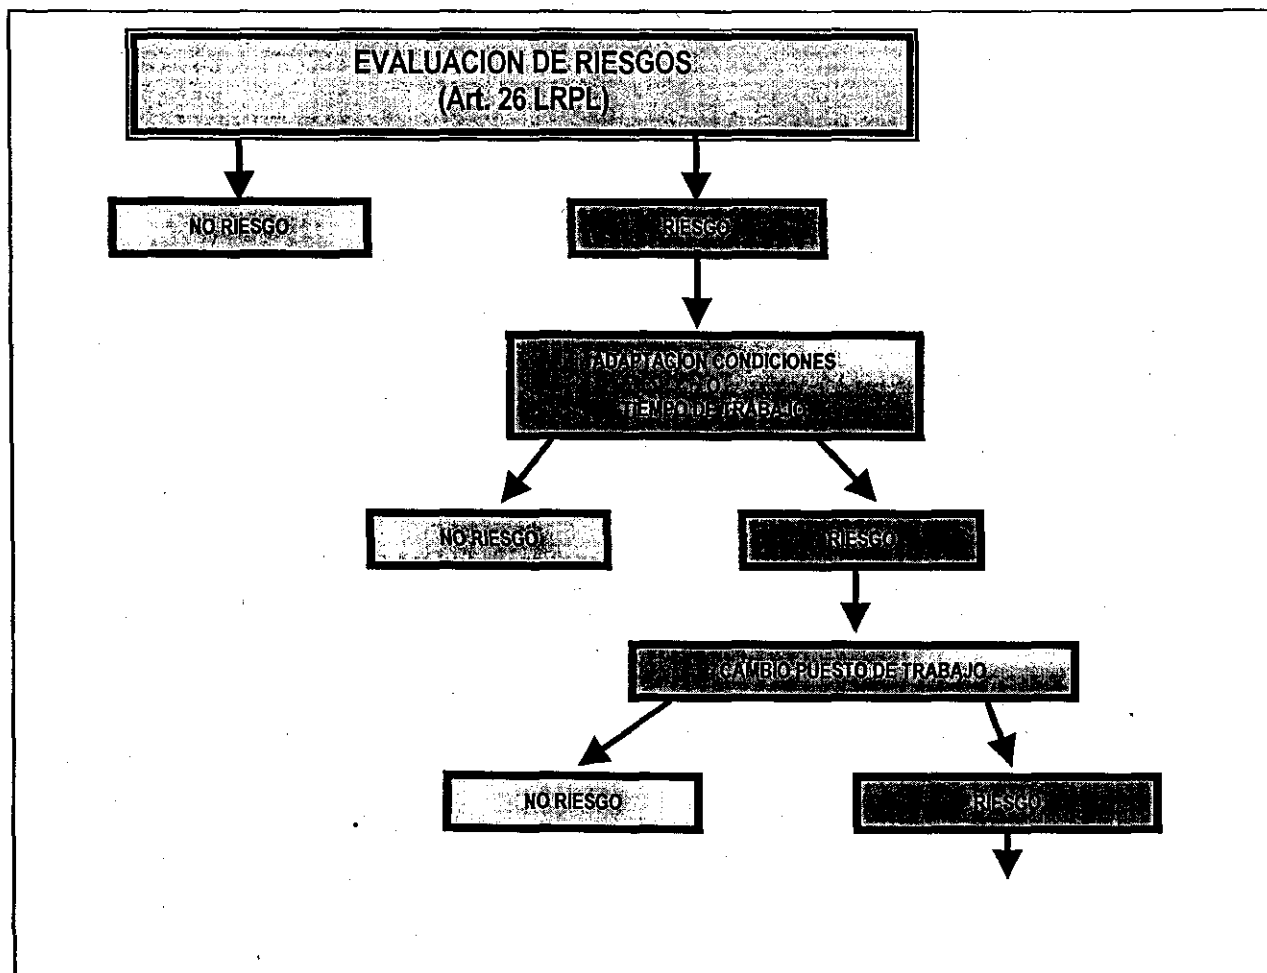 EVALUACION DE RIESGOS
(Art. 26 LRPL)
NO RIESGO
RIESGO
ADAPTACION CONDICIONES
O
TIEMPO DE TRABAJO
NO RIESGO
RIESGO
CAMBIO PUESTO DE TRABAJO
NO RIESGO
RIESGO